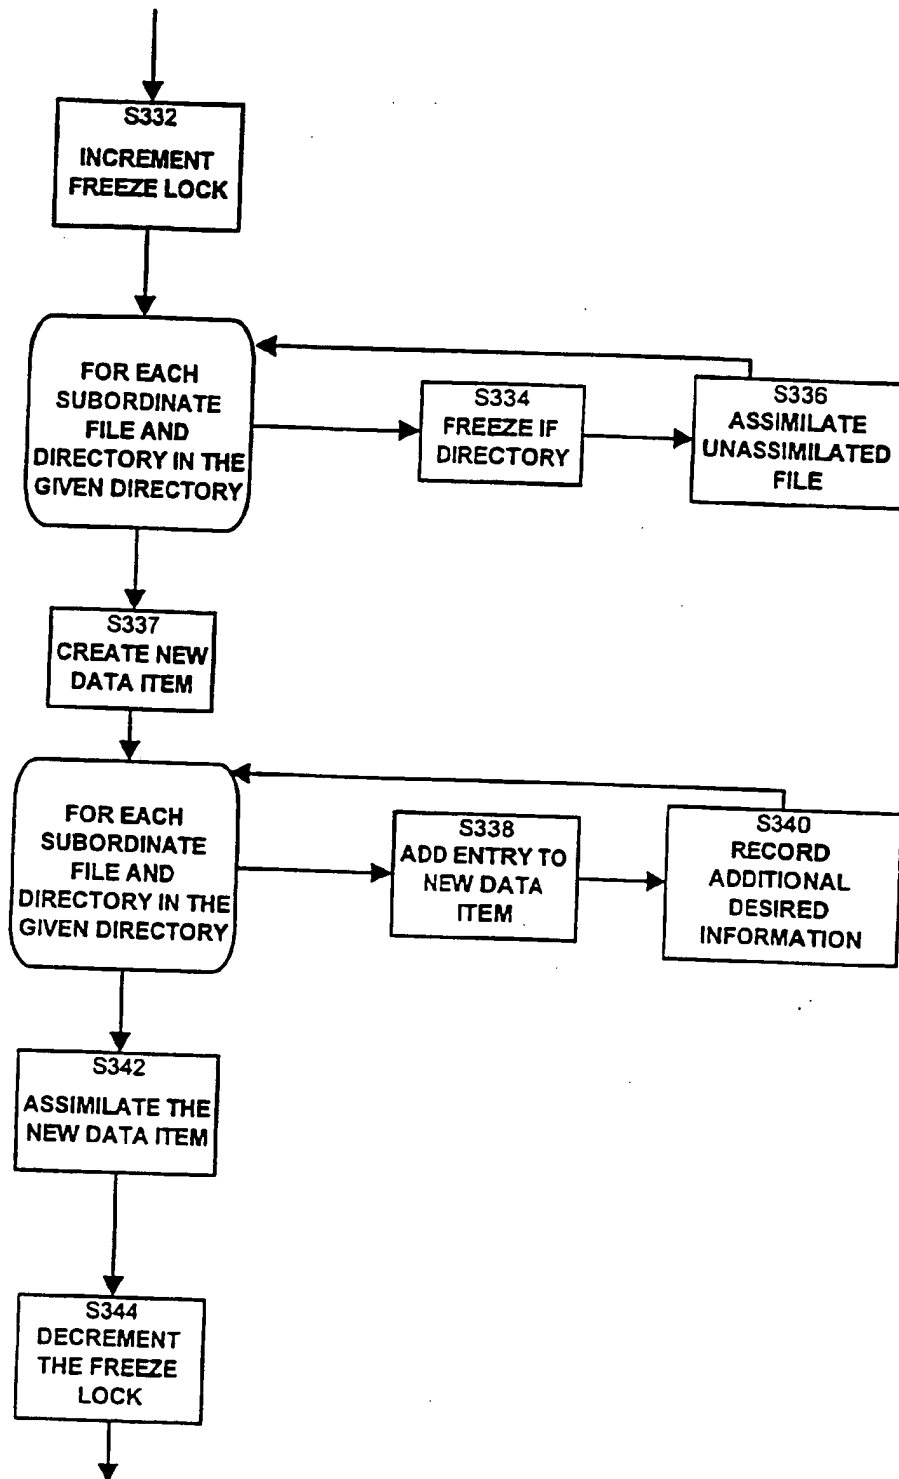 S332
INCREMENT
FREEZE LOCK
FOR EACH
SUBORDINATE
FILE AND
DIRECTORY IN THE
GIVEN DIRECTORY
S334
FREEZE IF
DIRECTORY
S336
ASSIMILATE
UNASSIMILATED
FILE
S337
CREATE NEW
DATA ITEM
FOR EACH
SUBORDINATE
FILE AND
DIRECTORY IN THE
GIVEN DIRECTORY
S338
ADD ENTRY TO
NEW DATA
ITEM
S340
RECORD
ADDITIONAL
DESIRED
INFORMATION
S342
ASSIMILATE THE
NEW DATA ITEM
S344
DECREMENT
THE FREEZE
LOCK